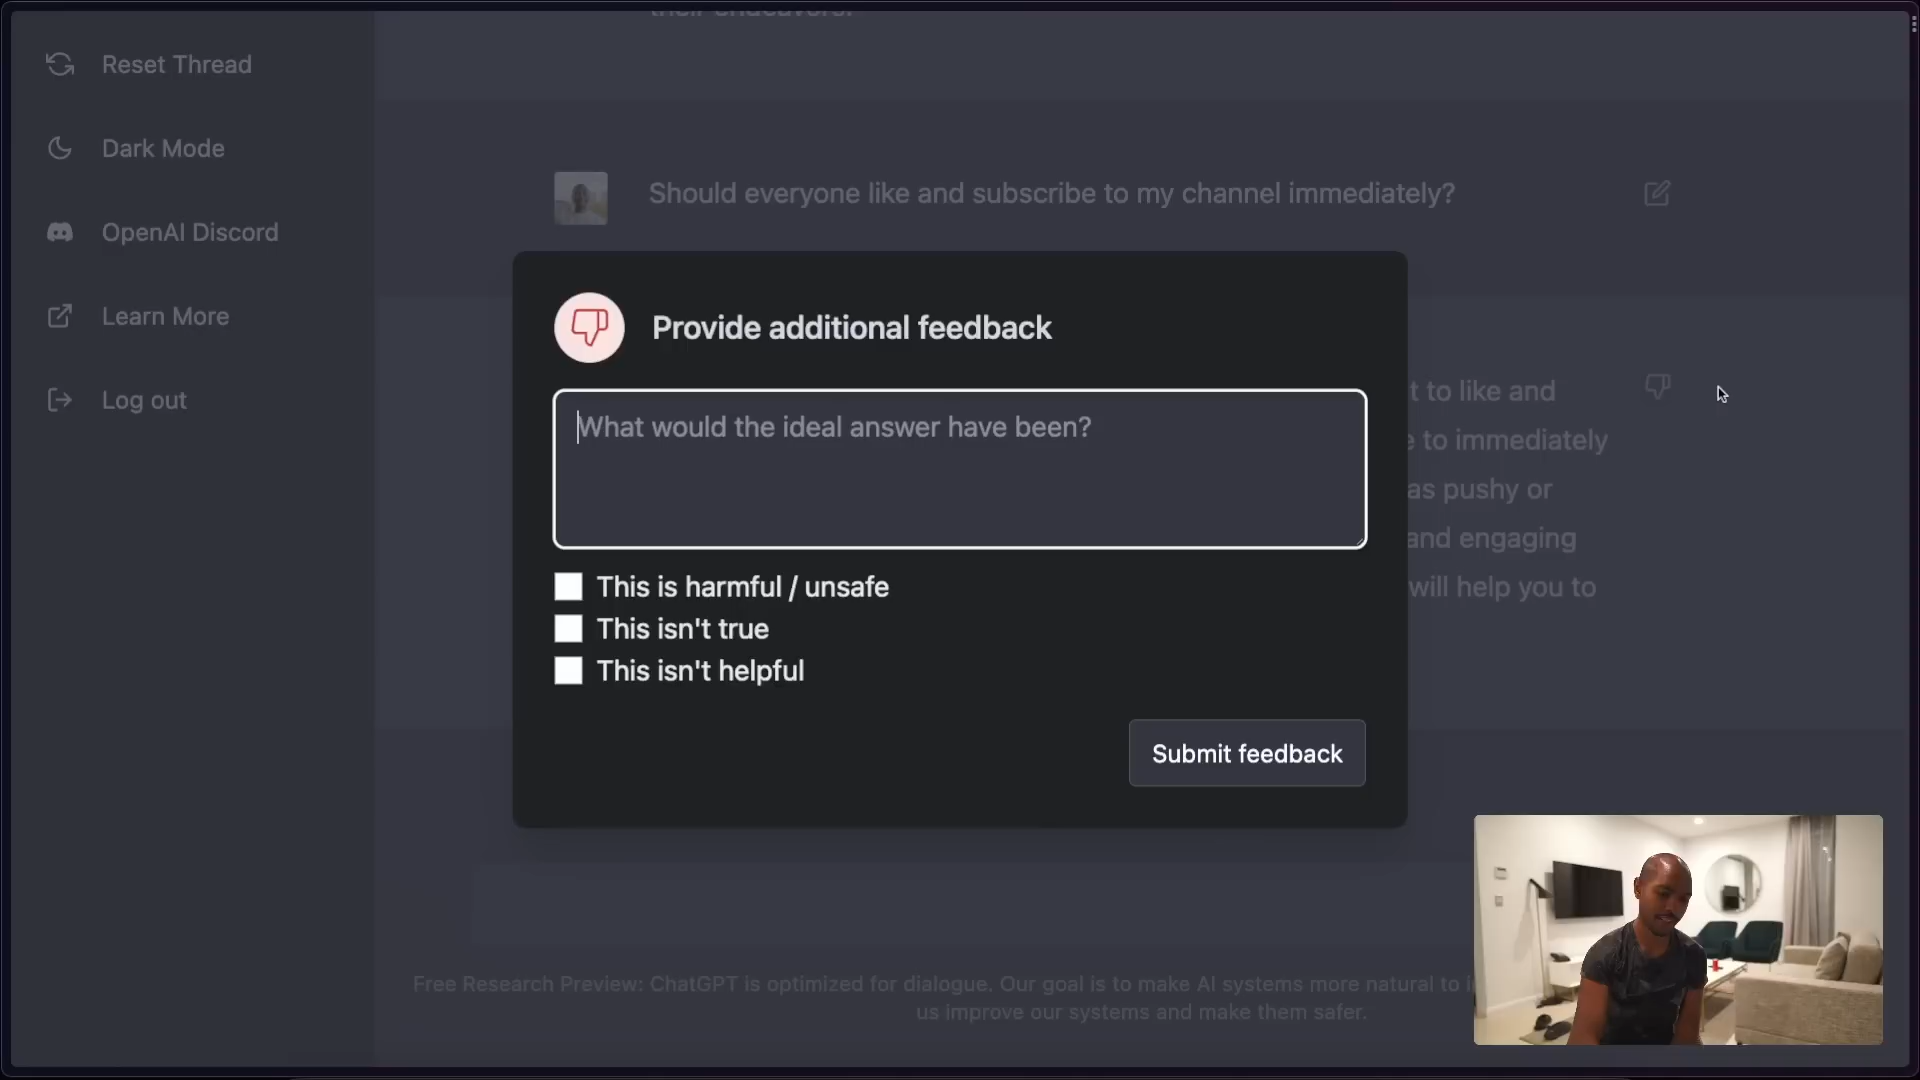 their endeavors.
Reset Thread
Dark Mode
OpenAI Discord
Learn More
Log out
Should everyone like and subscribe to my channel immediately?
Provide additional feedback
What would the ideal answer have been?
This is harmful / unsafe
This isn't true
This isn't helpful
Submit feedback
t to like and
e to immediately
as pushy or
and engaging
will help you to
Free Research Preview: ChatGPT is optimized for dialogue. Our goal is to make AI systems more natural to i
us improve our systems and make them safer.